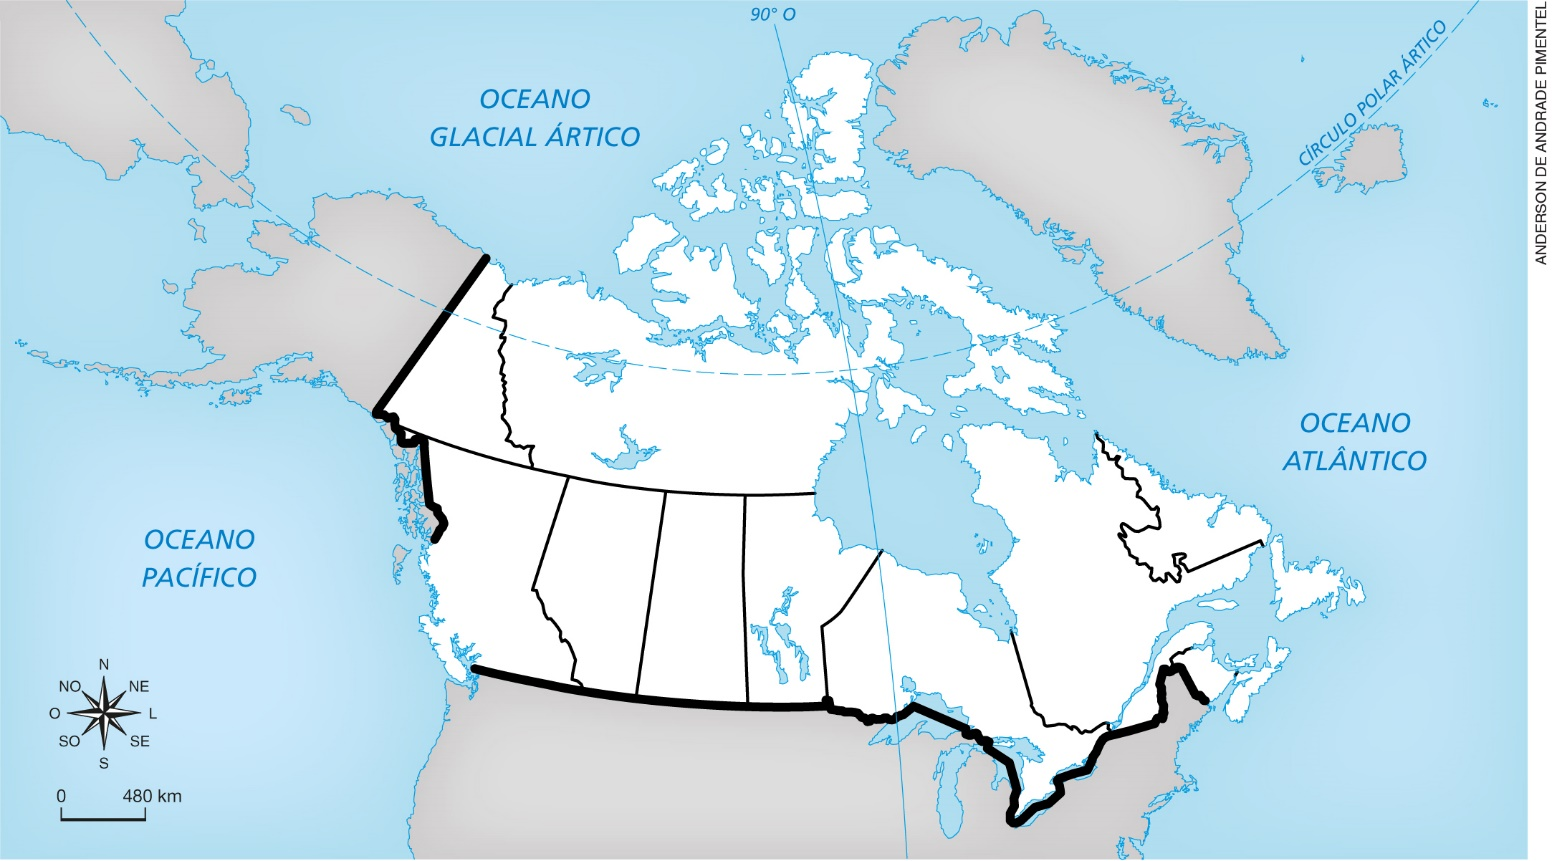 90° O
OCEANO
GLACIAL ÁRTICO
CÍRCULO POLAR ÁRTICO
ANDERSON DE ANDRADE PIMENTEL
OCEANO
ATLÂNTICO
OCEANO
PACÍFICO
N
NO
NE
O
L
SO
SE
S
0
480 km